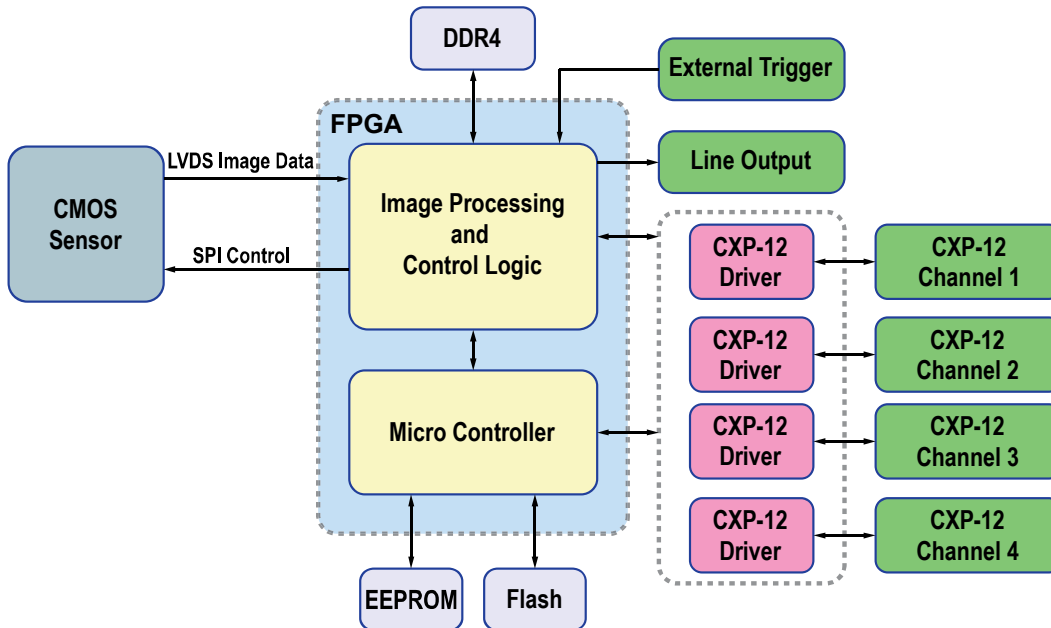 DDR4
External Trigger
FPGA
LVDS Image Data
Line Output
CMOS
Sensor
Image Processing
and
Control Logic
SPI Control
CXP-12
Driver
CXP-12
Channel 1
CXP-12
Driver
CXP-12
Channel 2
Micro Controller
CXP-12
Driver
CXP-12
Channel 3
CXP-12
Driver
CXP-12
Channel 4
EEPROM
Flash